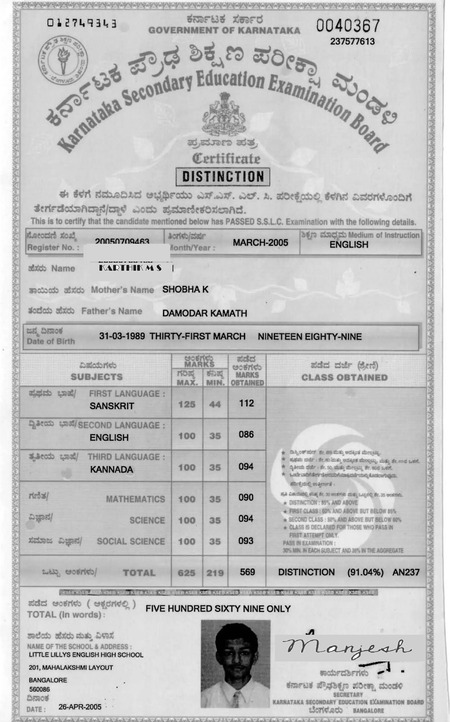 012749343
ಕರ್ನಾಟಕ ಸರ್ಕಾರ
GOVERNMENT OF KARNATAKA
0040367
237577613
ಕರ್ನಾಟಕ ಪ್ರೌಢ ಶಿಕ್ಷಣ ಪರೀಕ್ಷಾ ಮಂಡಳಿ
Karnataka Secondary Education Examination Board
ಪ್ರಮಾಣ ಪತ್ರ
Certificate
DISTINCTION
ಈ ಕೆಳಗೆ ನಮೂದಿಸಿದ ಅಭ್ಯರ್ಥಿಯು ಎಸ್.ಎಸ್. ಎಲ್. ಸಿ. ಪರೀಕ್ಷೆಯಲ್ಲಿ ಕೆಳಗಿನ ವಿವರಗಳೊಂದಿಗೆ
ತೇರ್ಗಡೆಯಾಗಿದ್ದಾನೆ/ದ್ದಾಳೆ ಎಂದು ಪ್ರಮಾಣೀಕರಿಸಲಾಗಿದೆ.
This is to certify that the candidate mentioned below has PASSED S.S.L.C. Examination with the following details.
ನೋಂದಣಿ ಸಂಖ್ಯೆ ತಿಂಗಳು/ವರ್ಷ ಶಿಕ್ಷಣ ಮಾಧ್ಯಮ Medium of Instruction
Register No. : 20050709463 Month/Year : MARCH-2005 ENGLISH
ಹೆಸರು Name KARTHIK M S
ತಾಯಿಯ ಹೆಸರು Mother's Name SHOBHA K
ತಂದೆಯ ಹೆಸರು Father's Name DAMODAR KAMATH
ಜನ್ಮ ದಿನಾಂಕ
Date of Birth 31-03-1989 THIRTY-FIRST MARCH NINETEEN EIGHTY-NINE
ವಿಷಯಗಳು ಅಂಕಗಳು ಪಡೆದ ಪಡೆದ ದರ್ಜೆ (ಶ್ರೇಣಿ)
SUBJECTS MARKS ಅಂಕಗಳು CLASS OBTAINED
ಗರಿಷ್ಠ ಕನಿಷ್ಠ MARKS
MAX. MIN. OBTAINED
ಪ್ರಥಮ ಭಾಷೆ/ FIRST LANGUAGE :
SANSKRIT 125 44 112
ದ್ವಿತೀಯ ಭಾಷೆ/SECOND LANGUAGE :
ENGLISH 100 35 086
ತೃತೀಯ ಭಾಷೆ/ THIRD LANGUAGE :
KANNADA 100 35 094
ಗಣಿತ/ MATHEMATICS 100 35 090
ವಿಜ್ಞಾನ/ SCIENCE 100 35 094
ಸಮಾಜ ವಿಜ್ಞಾನ/ SOCIAL SCIENCE 100 35 093
DISTINCTION : 85% AND ABOVE
FIRST CLASS : 60% AND ABOVE BUT BELOW 85%
SECOND CLASS : 50% AND ABOVE BUT BELOW 60%
CLASS IS DECLARED FOR THOSE WHO PASS IN
FIRST ATTEMPT ONLY.
PASS IN EXAMINATION :
30% MIN. IN EACH SUBJECT AND 35% IN THE AGGREGATE
ಒಟ್ಟು ಅಂಕಗಳು/ TOTAL 625 219 569 DISTINCTION (91.04%) AN237
ಪಡೆದ ಅಂಕಗಳು ( ಅಕ್ಷರಗಳಲ್ಲಿ )
TOTAL (In words) : FIVE HUNDRED SIXTY NINE ONLY
ಶಾಲೆಯ ಹೆಸರು ಮತ್ತು ವಿಳಾಸ
NAME OF THE SCHOOL & ADDRESS :
LITTLE LILLYS ENGLISH HIGH SCHOOL
201, MAHALAKSHMI LAYOUT
BANGALORE
560086
ದಿನಾಂಕ
DATE : 26-APR-2005
Manjesh
ಕಾರ್ಯದರ್ಶಿಗಳು
ಕರ್ನಾಟಕ ಪ್ರೌಢಶಿಕ್ಷಣ ಪರೀಕ್ಷಾ ಮಂಡಳಿ
SECRETARY
KARNATAKA SECONDARY EDUCATION EXAMINATION BOARD
ಬೆಂಗಳೂರು BANGALORE